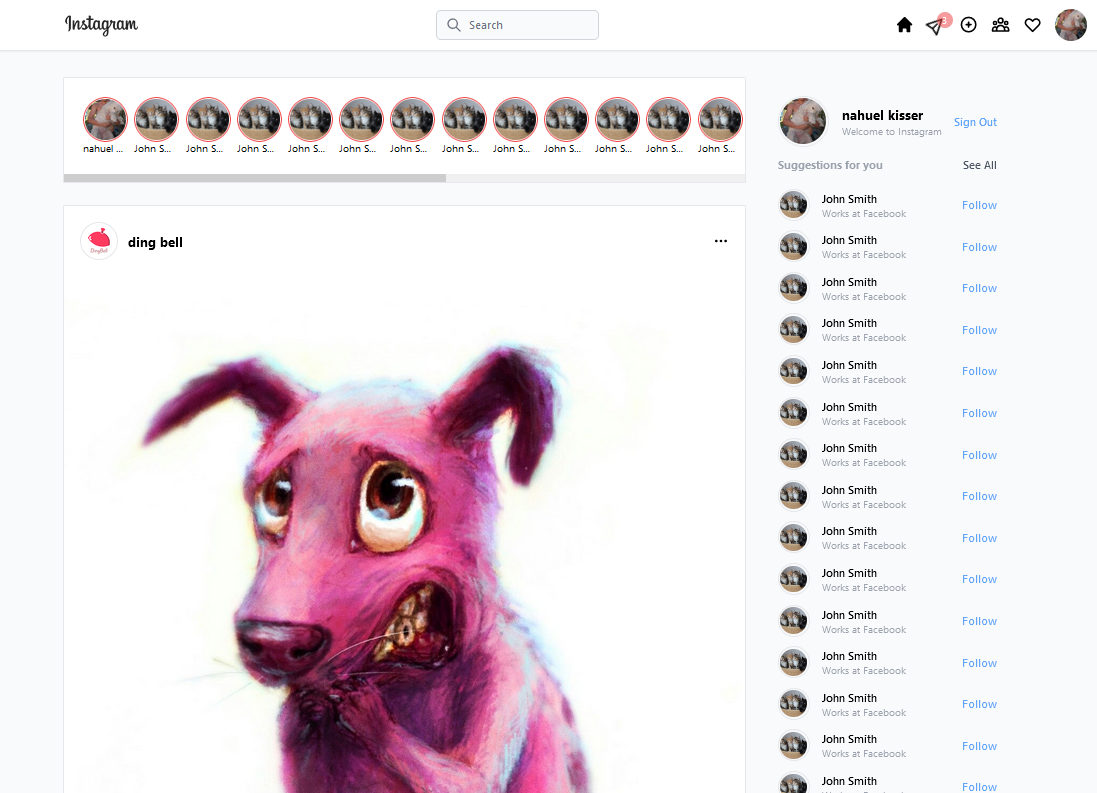 Instagram
Search
3
nahuel ...
John S...
John S...
John S...
John S...
John S...
John S...
John S...
John S...
John S...
John S...
John S...
John S...
nahuel kisser
Welcome to Instagram
Sign Out
Suggestions for you
See All
DingBell
ding bell
John Smith
Works at Facebook
Follow
John Smith
Works at Facebook
Follow
John Smith
Works at Facebook
Follow
John Smith
Works at Facebook
Follow
John Smith
Works at Facebook
Follow
John Smith
Works at Facebook
Follow
John Smith
Works at Facebook
Follow
John Smith
Works at Facebook
Follow
John Smith
Works at Facebook
Follow
John Smith
Works at Facebook
Follow
John Smith
Works at Facebook
Follow
John Smith
Works at Facebook
Follow
John Smith
Works at Facebook
Follow
John Smith
Works at Facebook
Follow
John Smith
Follow